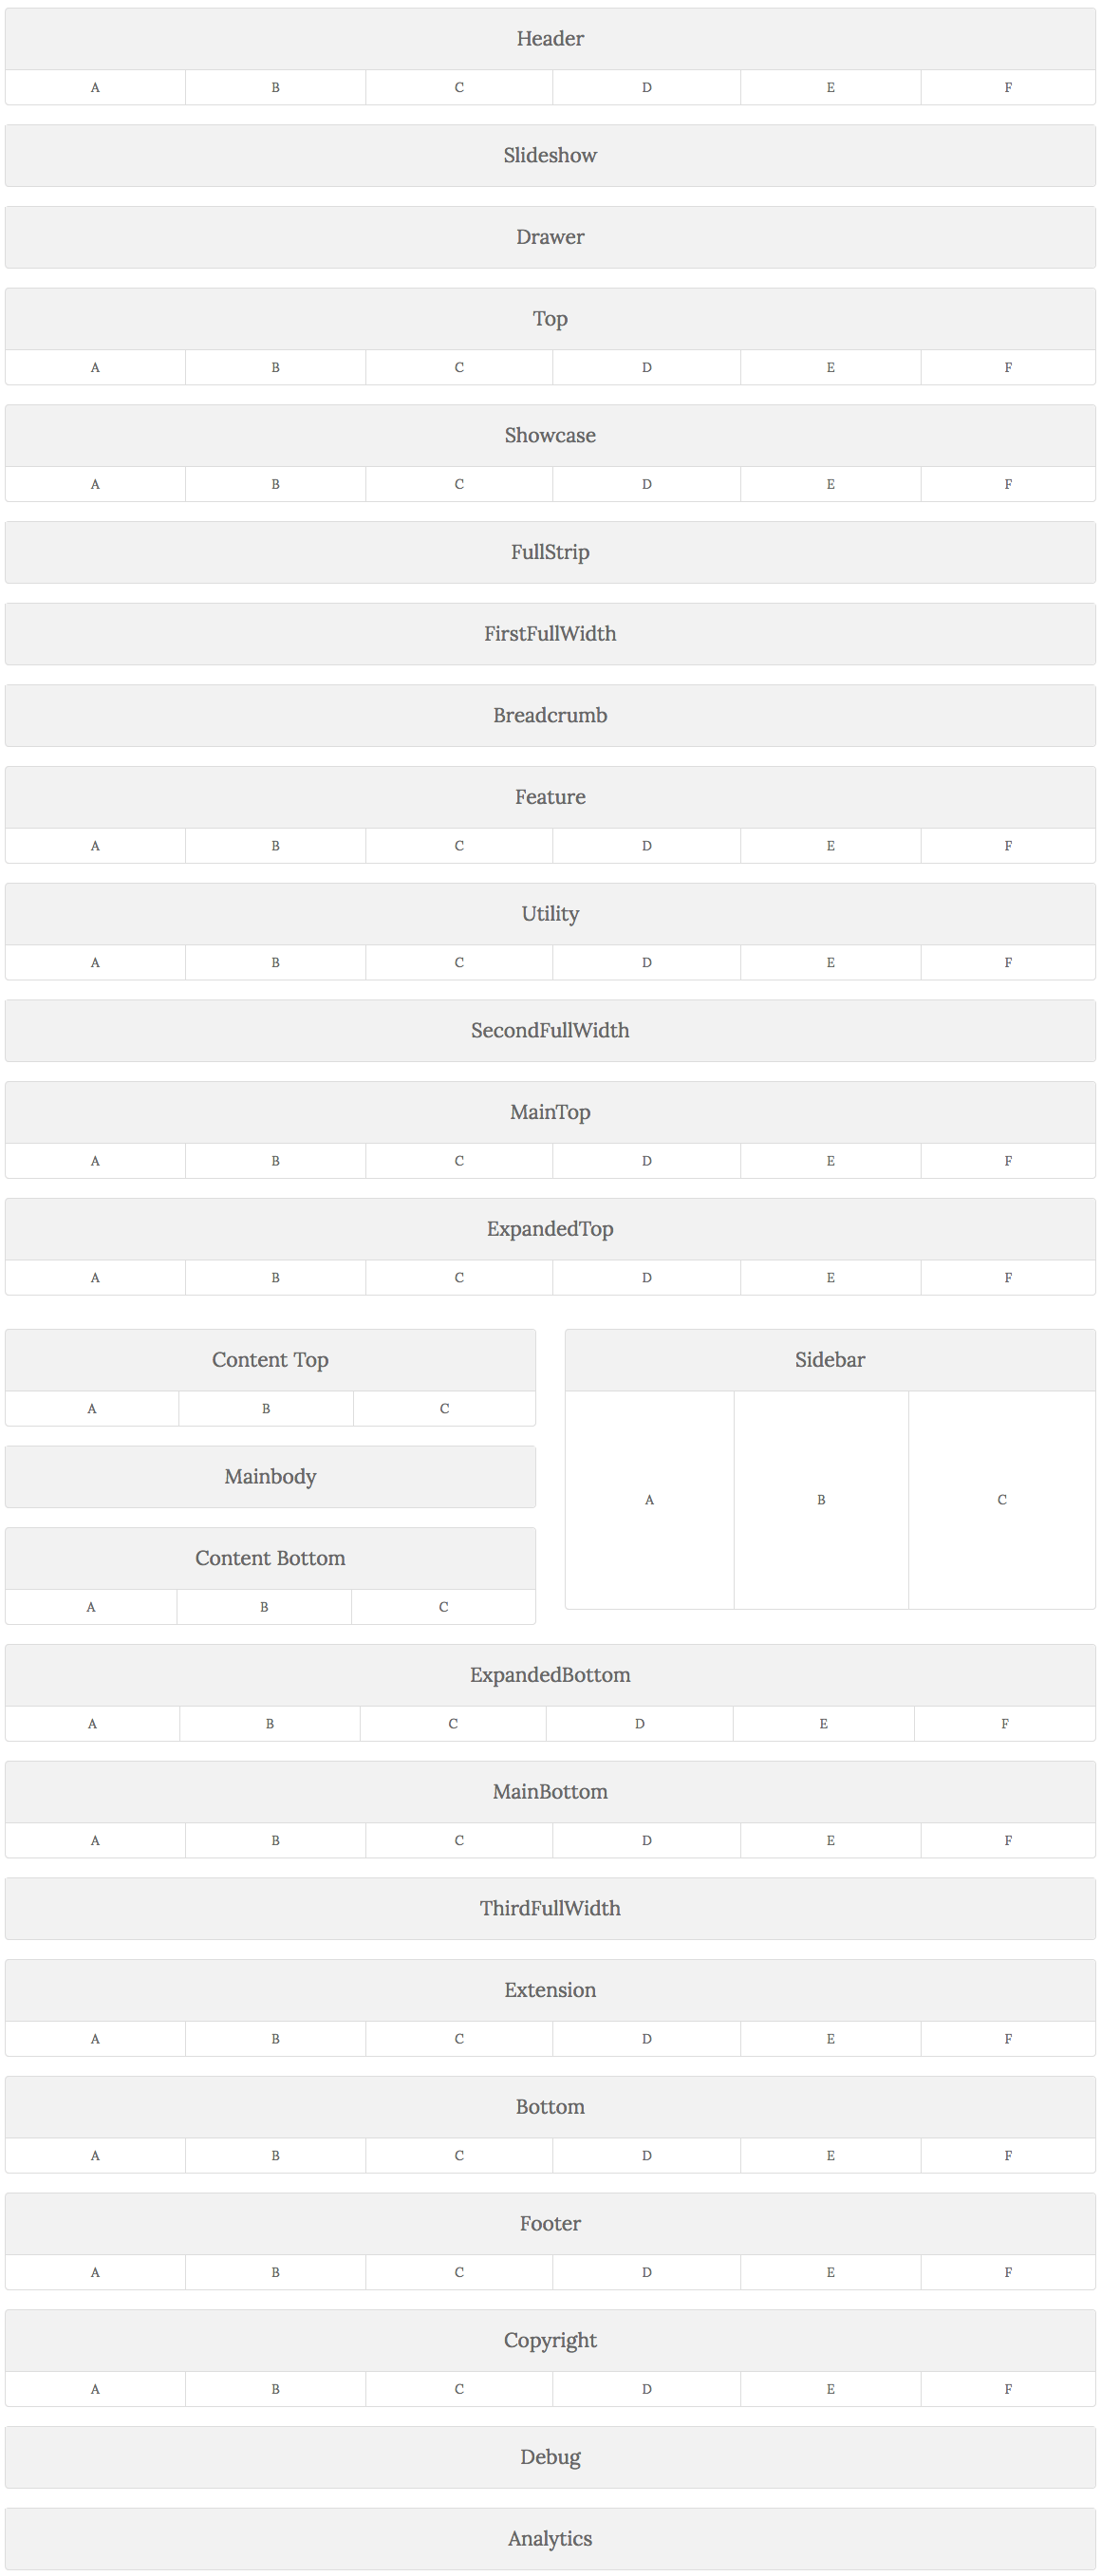 Header
A B C D E F
Slideshow
Drawer
Top
A B C D E F
Showcase
A B C D E F
FullStrip
FirstFullWidth
Breadcrumb
Feature
A B C D E F
Utility
A B C D E F
SecondFullWidth
MainTop
A B C D E F
ExpandedTop
A B C D E F
Content Top
A B C
Mainbody
Content Bottom
A B C
Sidebar
A B C
ExpandedBottom
A B C D E F
MainBottom
A B C D E F
ThirdFullWidth
Extension
A B C D E F
Bottom
A B C D E F
Footer
A B C D E F
Copyright
A B C D E F
Debug
Analytics